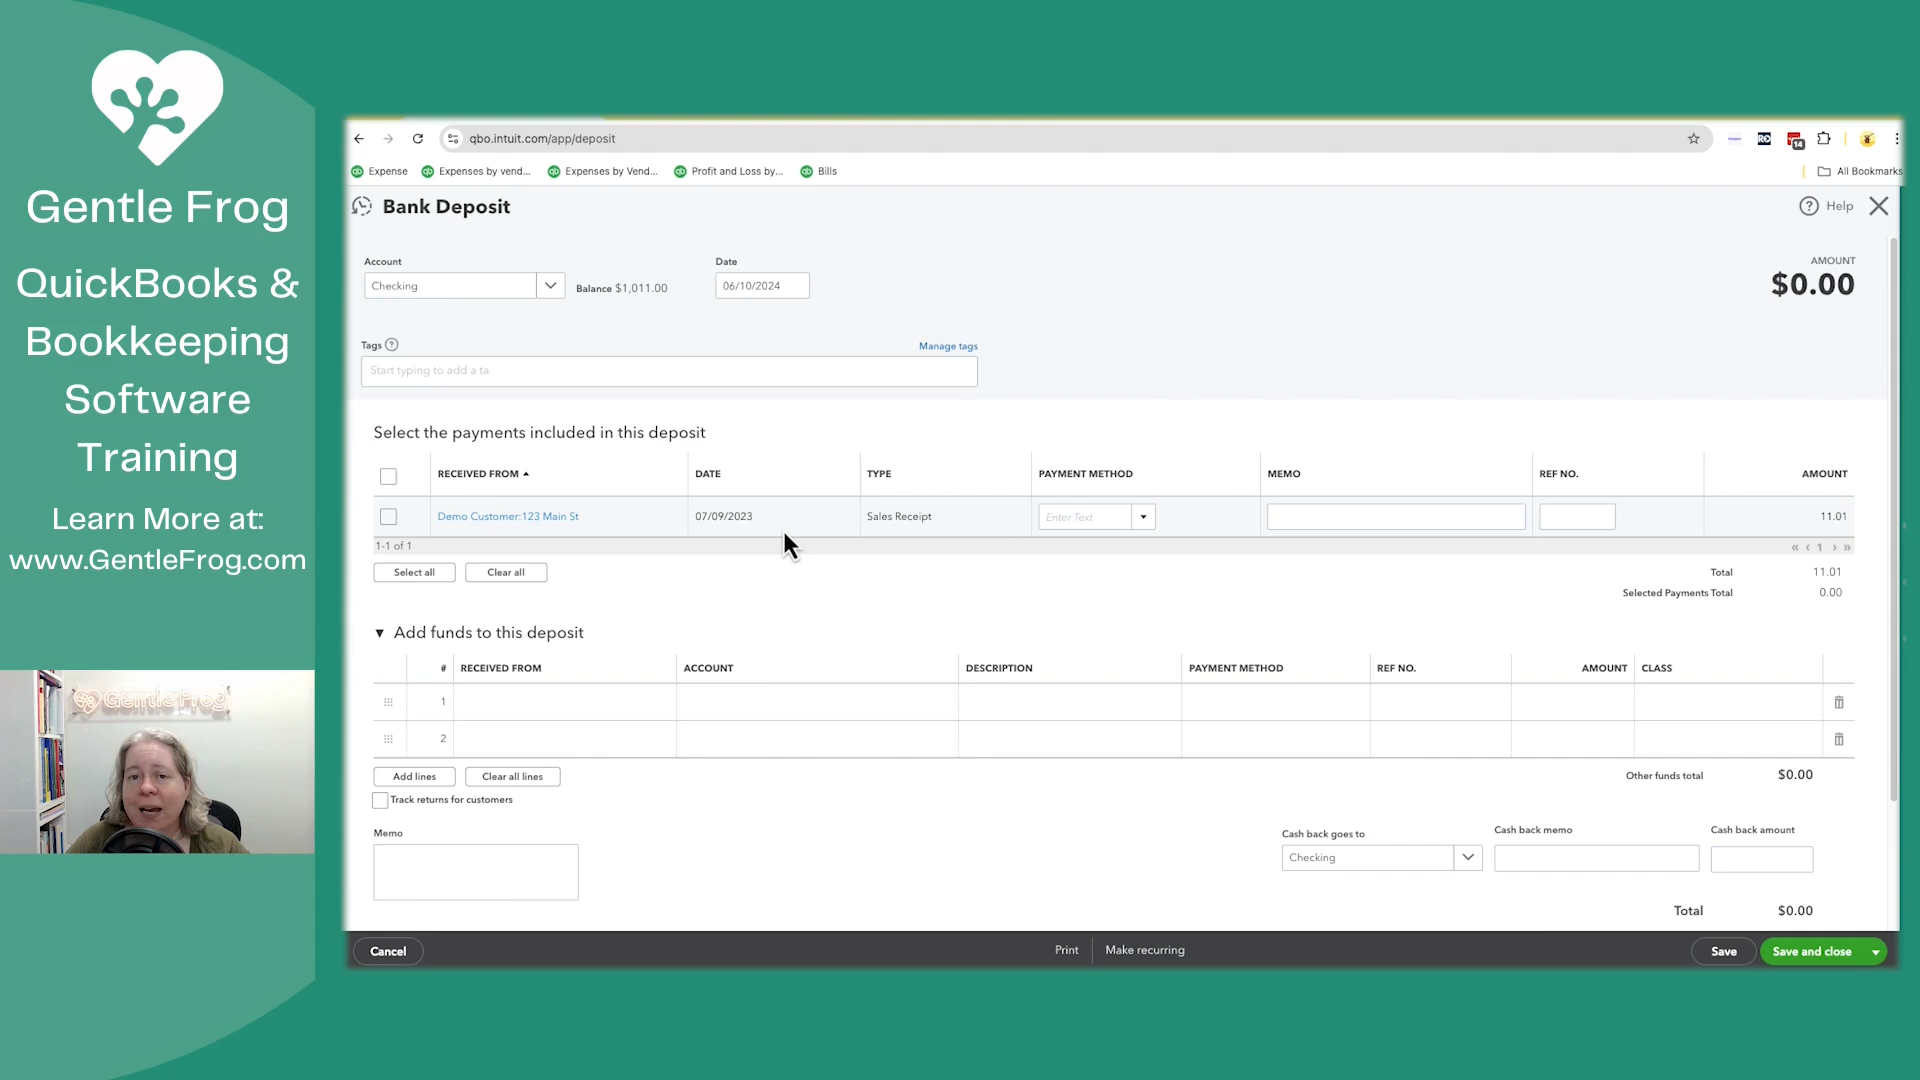 Gentle Frog
QuickBooks &
Bookkeeping
Software
Training
Learn More at:
www.GentleFrog.com
Gentle Frog
qbo.intuit.com/app/deposit
14
Expense
Expenses by vend...
Expenses by Vend...
Profit and Loss by...
Bills
All Bookmarks
Bank Deposit
Help
Account
Checking
Balance $1,011.00
Date
06/10/2024
AMOUNT
$0.00
Tags
Manage tags
Start typing to add a ta
Select the payments included in this deposit
RECEIVED FROM DATE TYPE PAYMENT METHOD MEMO REF NO. AMOUNT
Demo Customer:123 Main St 07/09/2023 Sales Receipt Enter Text 11.01
1-1 of 1
« ‹ 1 › »
Select all Clear all
Total 11.01
Selected Payments Total 0.00
Add funds to this deposit
# RECEIVED FROM ACCOUNT DESCRIPTION PAYMENT METHOD REF NO. AMOUNT CLASS
1
2
Add lines Clear all lines
Other funds total $0.00
Track returns for customers
Memo
Cash back goes to
Checking
Cash back memo
Cash back amount
Total $0.00
Cancel Print Make recurring Save Save and close